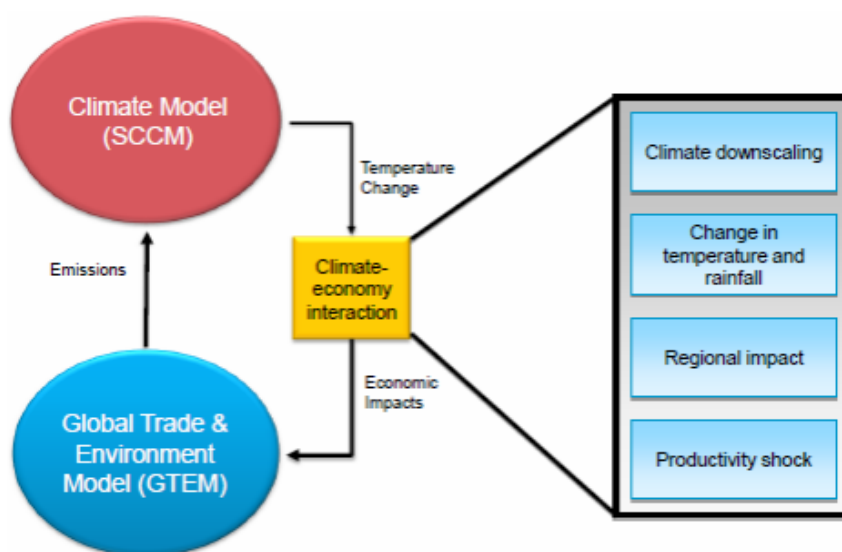 Climate Model
(SCCM)
Temperature
Change
Emissions
Climate-
economy
interaction
Economic
Impacts
Global Trade &
Environment
Model (GTEM)
Climate downscaling
Change in
temperature and
rainfall
Regional impact
Productivity shock